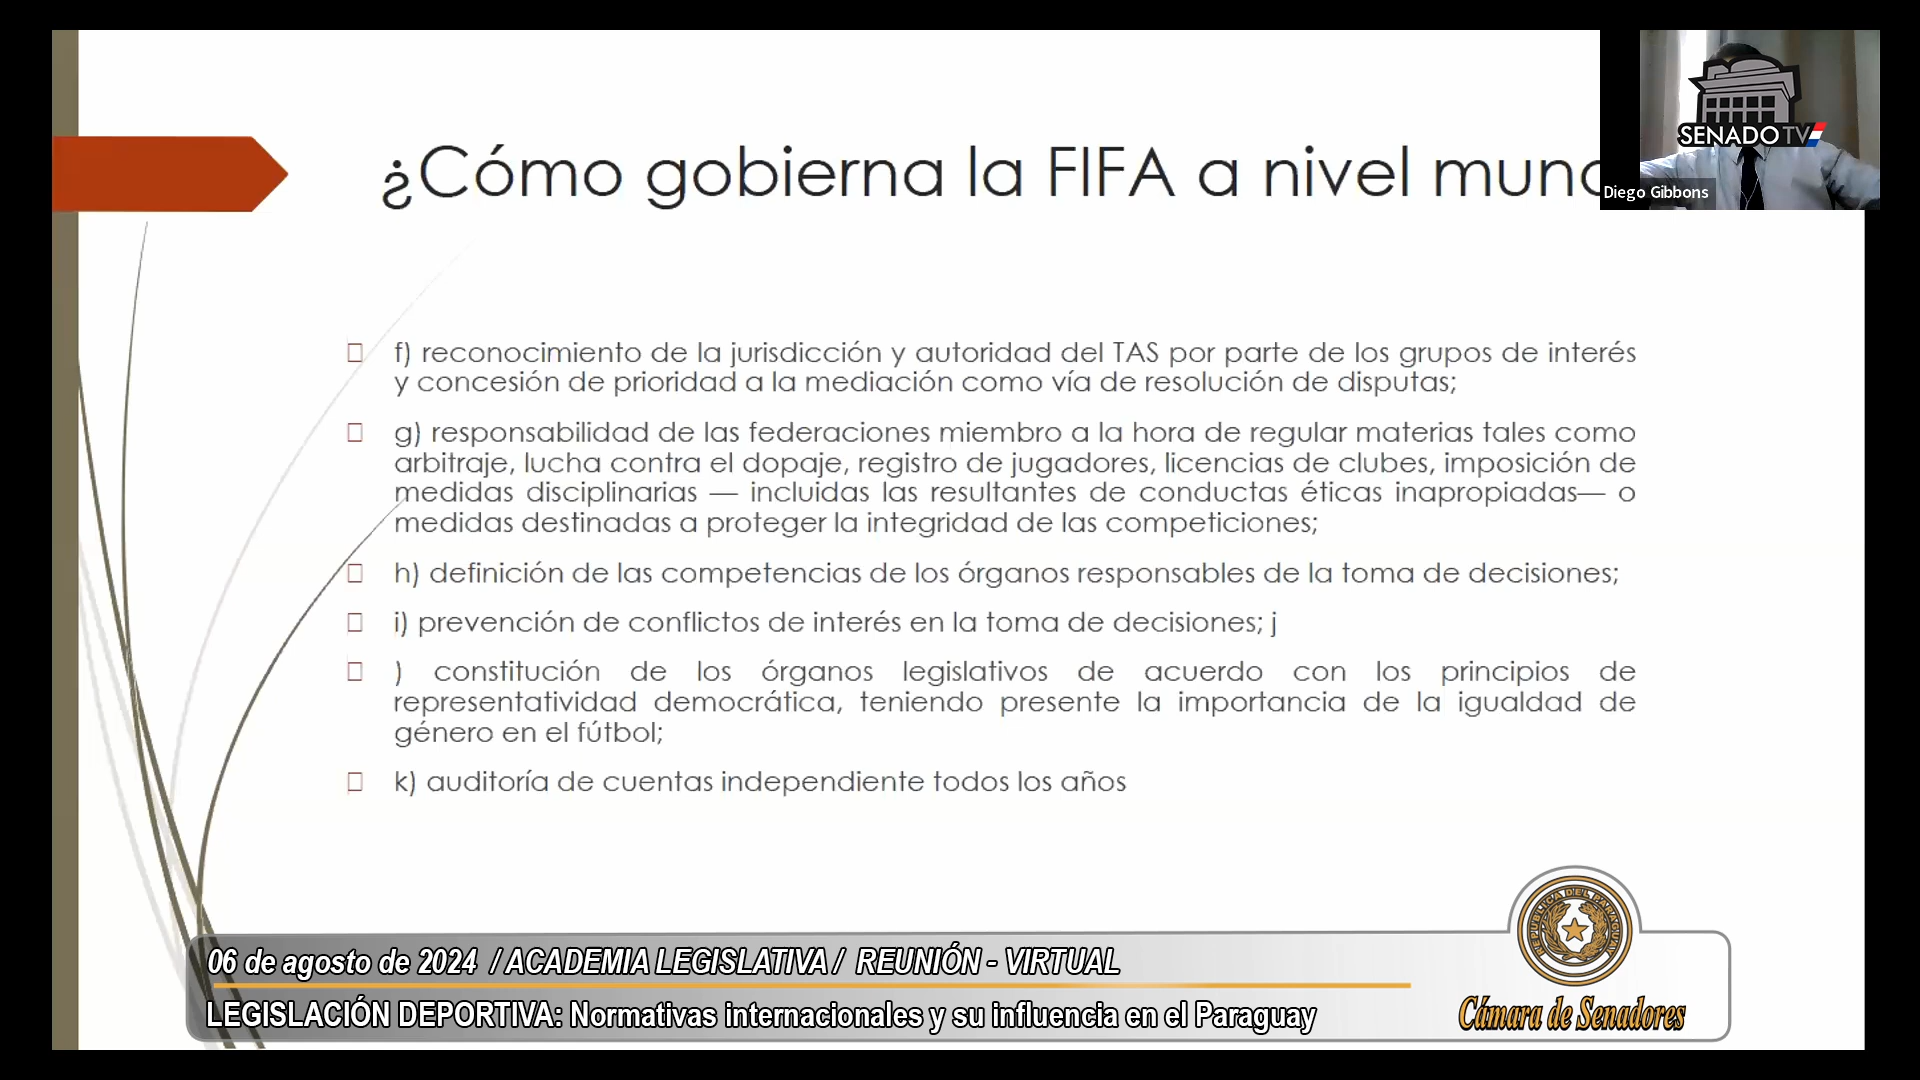 ¿Cómo gobierna la FIFA a nivel mund
SENADO TV
Diego Gibbons
f) reconocimiento de la jurisdicción y autoridad del TAS por parte de los grupos de interés
y concesión de prioridad a la mediación como vía de resolución de disputas;
g) responsabilidad de las federaciones miembro a la hora de regular materias tales como
arbitraje, lucha contra el dopaje, registro de jugadores, licencias de clubes, imposición de
medidas disciplinarias — incluidas las resultantes de conductas éticas inapropiadas— o
medidas destinadas a proteger la integridad de las competiciones;
h) definición de las competencias de los órganos responsables de la toma de decisiones;
i) prevención de conflictos de interés en la toma de decisiones; j
) constitución de los órganos legislativos de acuerdo con los principios de
representatividad democrática, teniendo presente la importancia de la igualdad de
género en el fútbol;
k) auditoría de cuentas independiente todos los años
06 de agosto de 2024 / ACADEMIA LEGISLATIVA / REUNIÓN - VIRTUAL
LEGISLACIÓN DEPORTIVA: Normativas internacionales y su influencia en el Paraguay
REPUBLICA DEL PARAGUAY
Cámara de Senadores